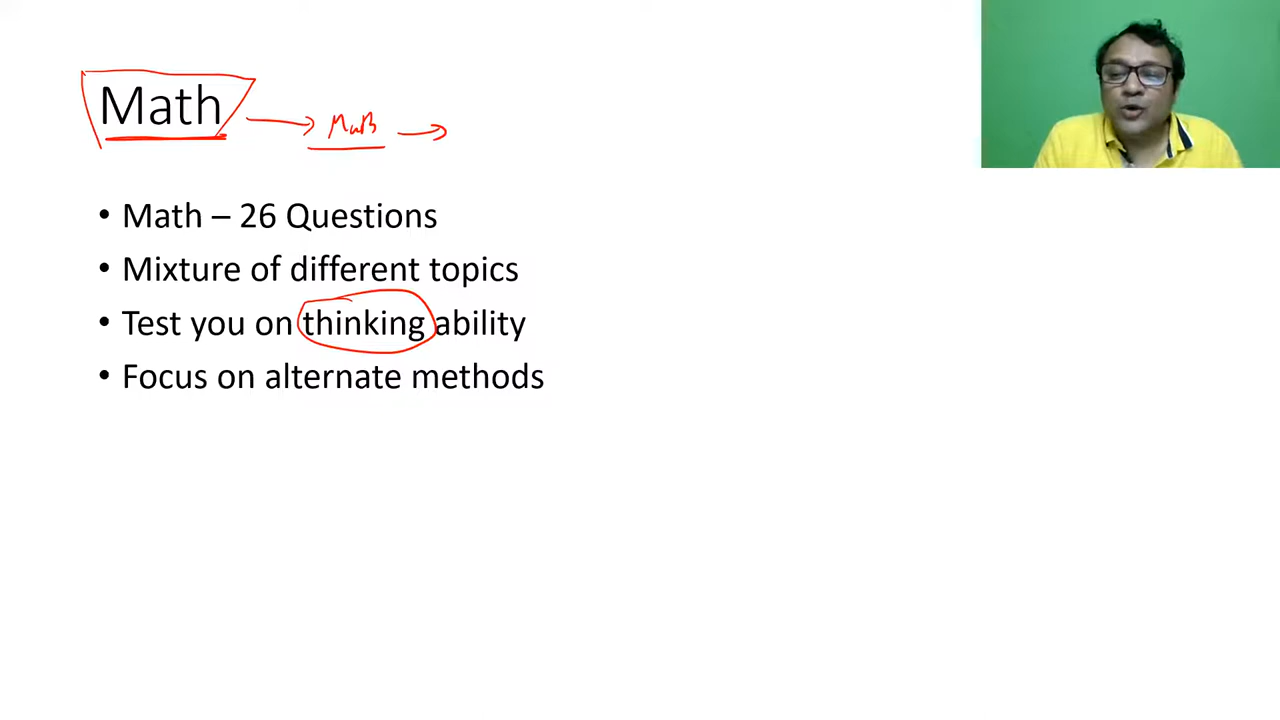 Math
Math
• Math – 26 Questions
• Mixture of different topics
• Test you on thinking ability
• Focus on alternate methods